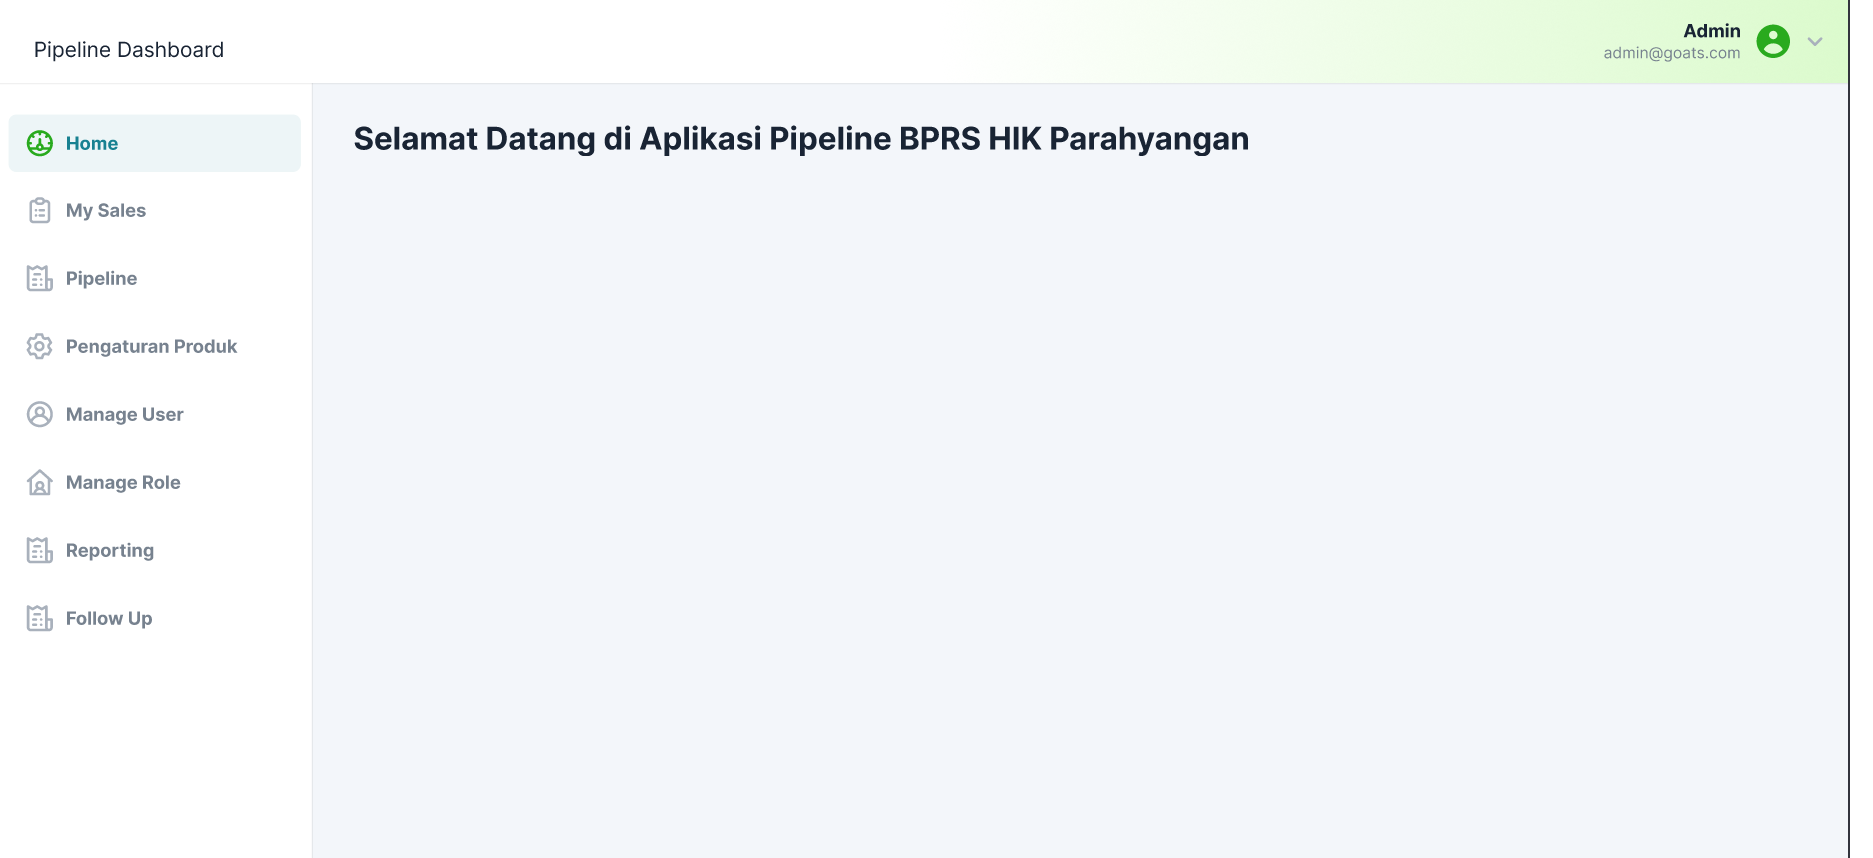 Pipeline Dashboard
Admin
admin@goats.com
Home
My Sales
Pipeline
Pengaturan Produk
Manage User
Manage Role
Reporting
Follow Up
Selamat Datang di Aplikasi Pipeline BPRS HIK Parahyangan